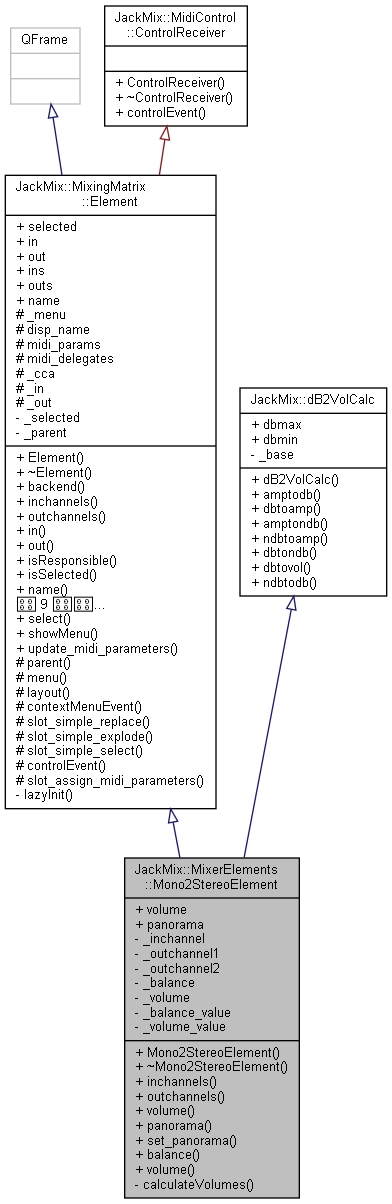 QFrame
JackMix::MidiControl
::ControlReceiver
+ ControlReceiver()
+ ~ControlReceiver()
+ controlEvent()
JackMix::MixingMatrix
::Element
+ selected
+ in
+ out
+ ins
+ outs
+ name
# _menu
# disp_name
# midi_params
# midi_delegates
# _cca
# _in
# _out
- _selected
- _parent
+ Element()
+ ~Element()
+ backend()
+ inchannels()
+ outchannels()
+ in()
+ out()
+ isResponsible()
+ isSelected()
+ name()
9 ...
+ select()
+ showMenu()
+ update_midi_parameters()
# parent()
# menu()
# layout()
# contextMenuEvent()
# slot_simple_replace()
# slot_simple_explode()
# slot_simple_select()
# controlEvent()
# slot_assign_midi_parameters()
- lazyInit()
JackMix::dB2VolCalc
+ dbmax
+ dbmin
- _base
+ dB2VolCalc()
+ amptodb()
+ dbtoamp()
+ amptondb()
+ ndbtoamp()
+ dbtondb()
+ dbtovol()
+ ndbtodb()
JackMix::MixerElements
::Mono2StereoElement
+ volume
+ panorama
- _inchannel
- _outchannel1
- _outchannel2
- _balance
- _volume
- _balance_value
- _volume_value
+ Mono2StereoElement()
+ ~Mono2StereoElement()
+ inchannels()
+ outchannels()
+ volume()
+ panorama()
+ set_panorama()
+ balance()
+ volume()
- calculateVolumes()